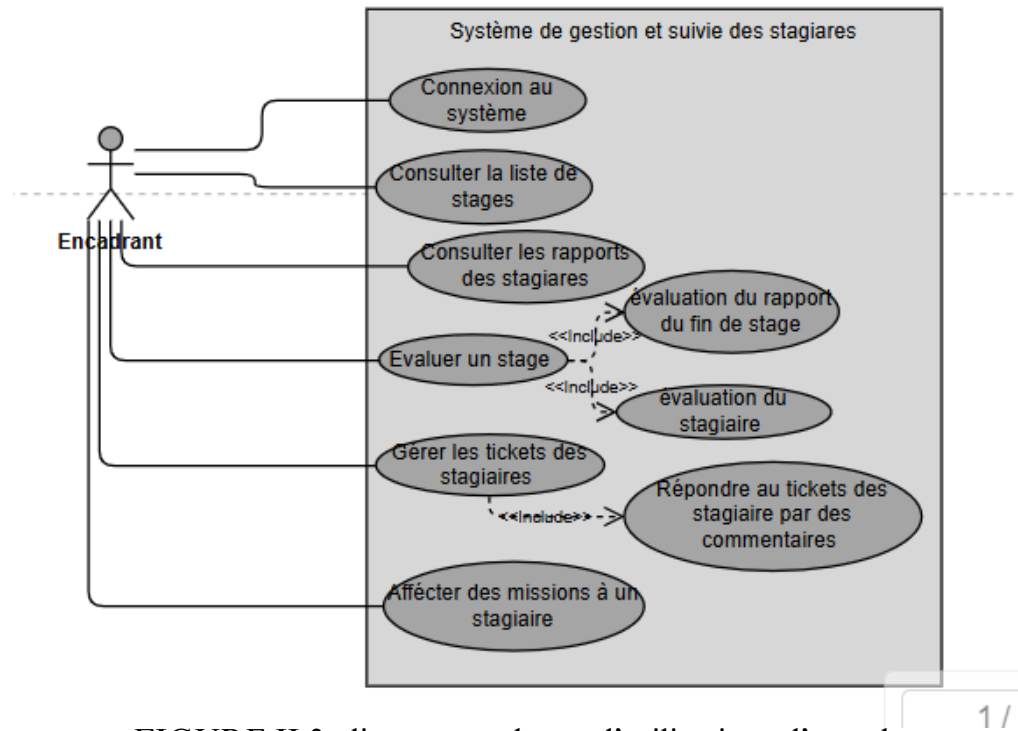 Système de gestion et suivie des stagiares
Connexion au
système
Consulter la liste de
stages
Encadrant
Consulter les rapports
des stagiares
évaluation du rapport
du fin de stage
<<Include>>
Evaluer un stage
<<Include>>
évaluation du
stagiaire
Gérer les tickets des
stagiaires
<<Include>>
Répondre au tickets des
stagiaire par des
commentaires
Affécter des missions à un
stagiaire
1/